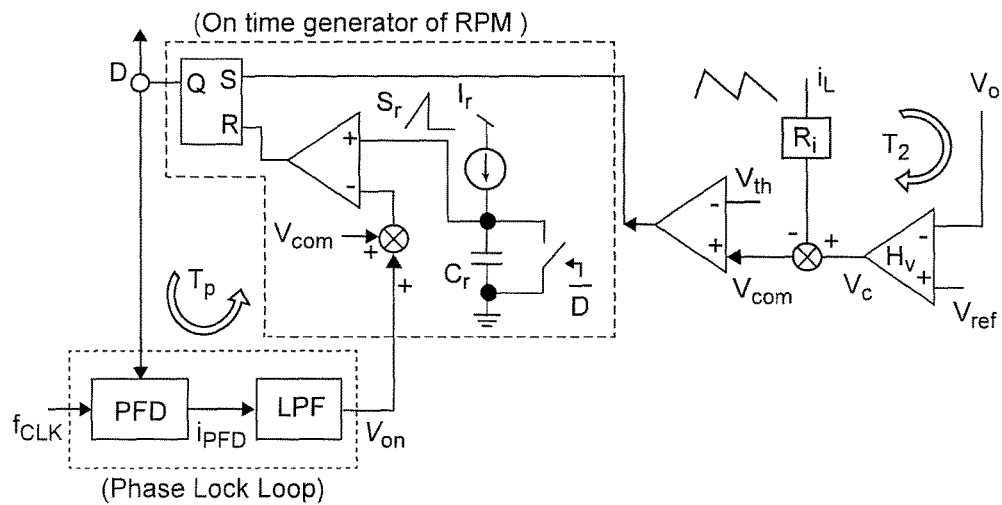 (On time generator of RPM )
D
Q S
R
S_r
I_r
+
-
V_com
+
+
C_r
D̅
T_p
i_L
R_i
V_o
T_2
V_th
-
+
V_com
-
+
V_c
H_v
-
+
V_ref
f_CLK
PFD
i_PFD
LPF
V_on
(Phase Lock Loop)